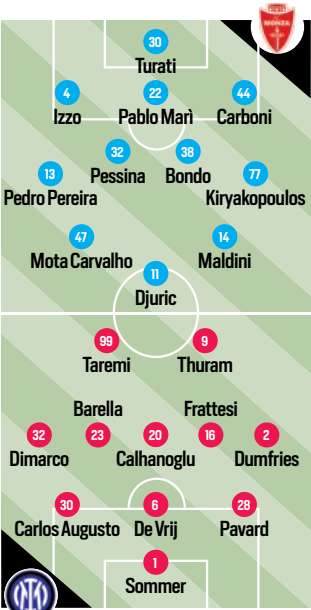 MONZA
30
Turati
4 22 44
Izzo Pablo Marì Carboni
32 38
Pessina Bondo
13 77
Pedro Pereira Kiryakopoulos
47 14
Mota Carvalho Maldini
11
Djuric
99 9
Taremi Thuram
Barella Frattesi
32 23 20 16 2
Dimarco Calhanoglu Dumfries
30 6 28
Carlos Augusto De Vrij Pavard
1
Sommer